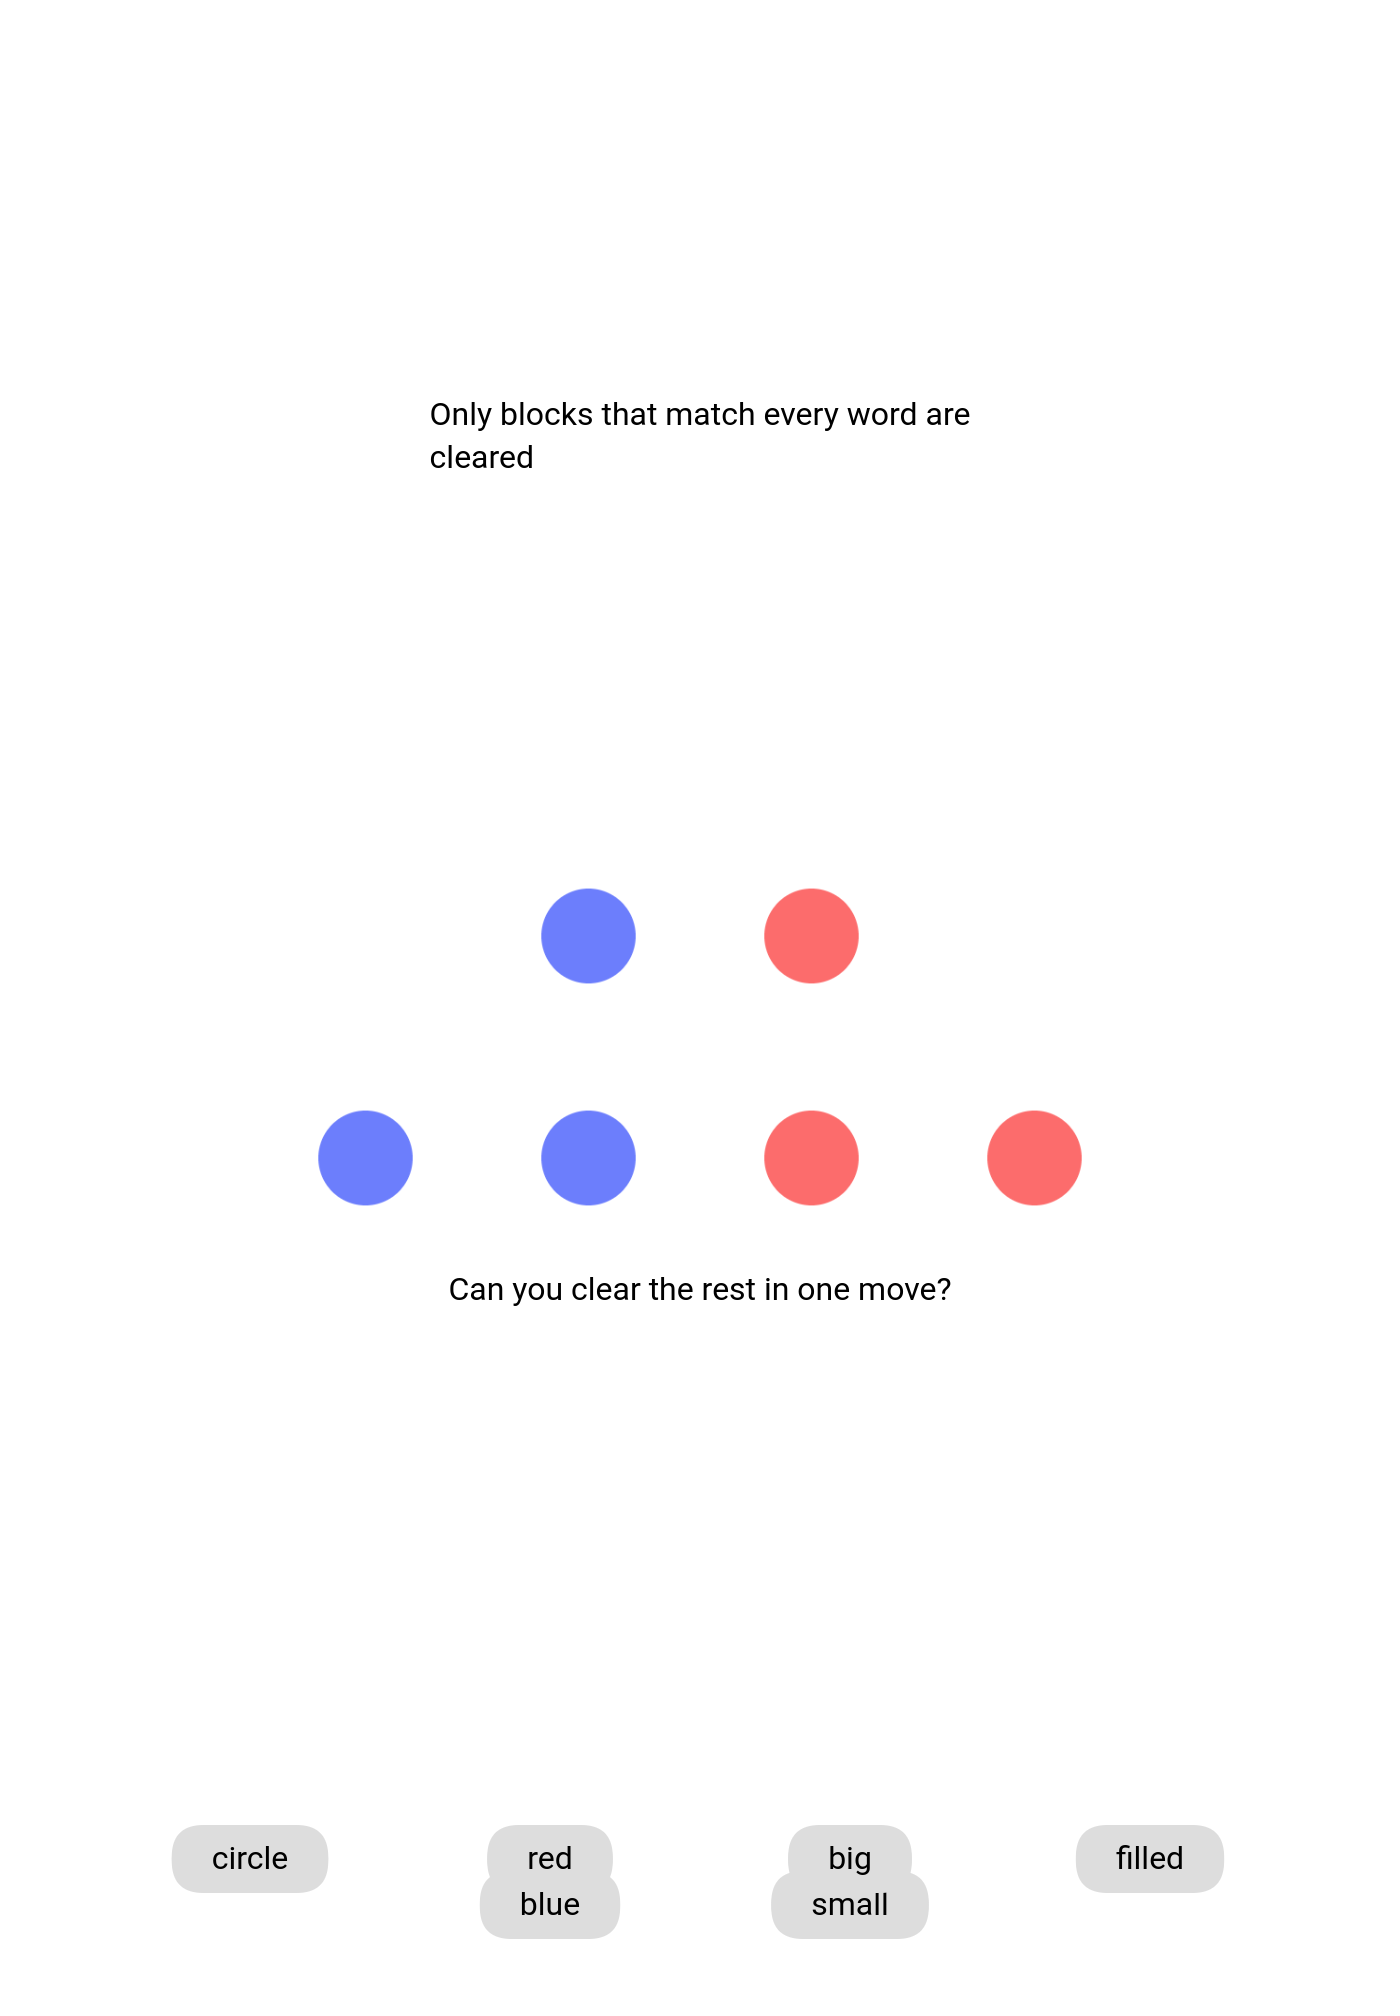 Only blocks that match every word are
cleared
Can you clear the rest in one move?
circle
red
big
filled
blue
small